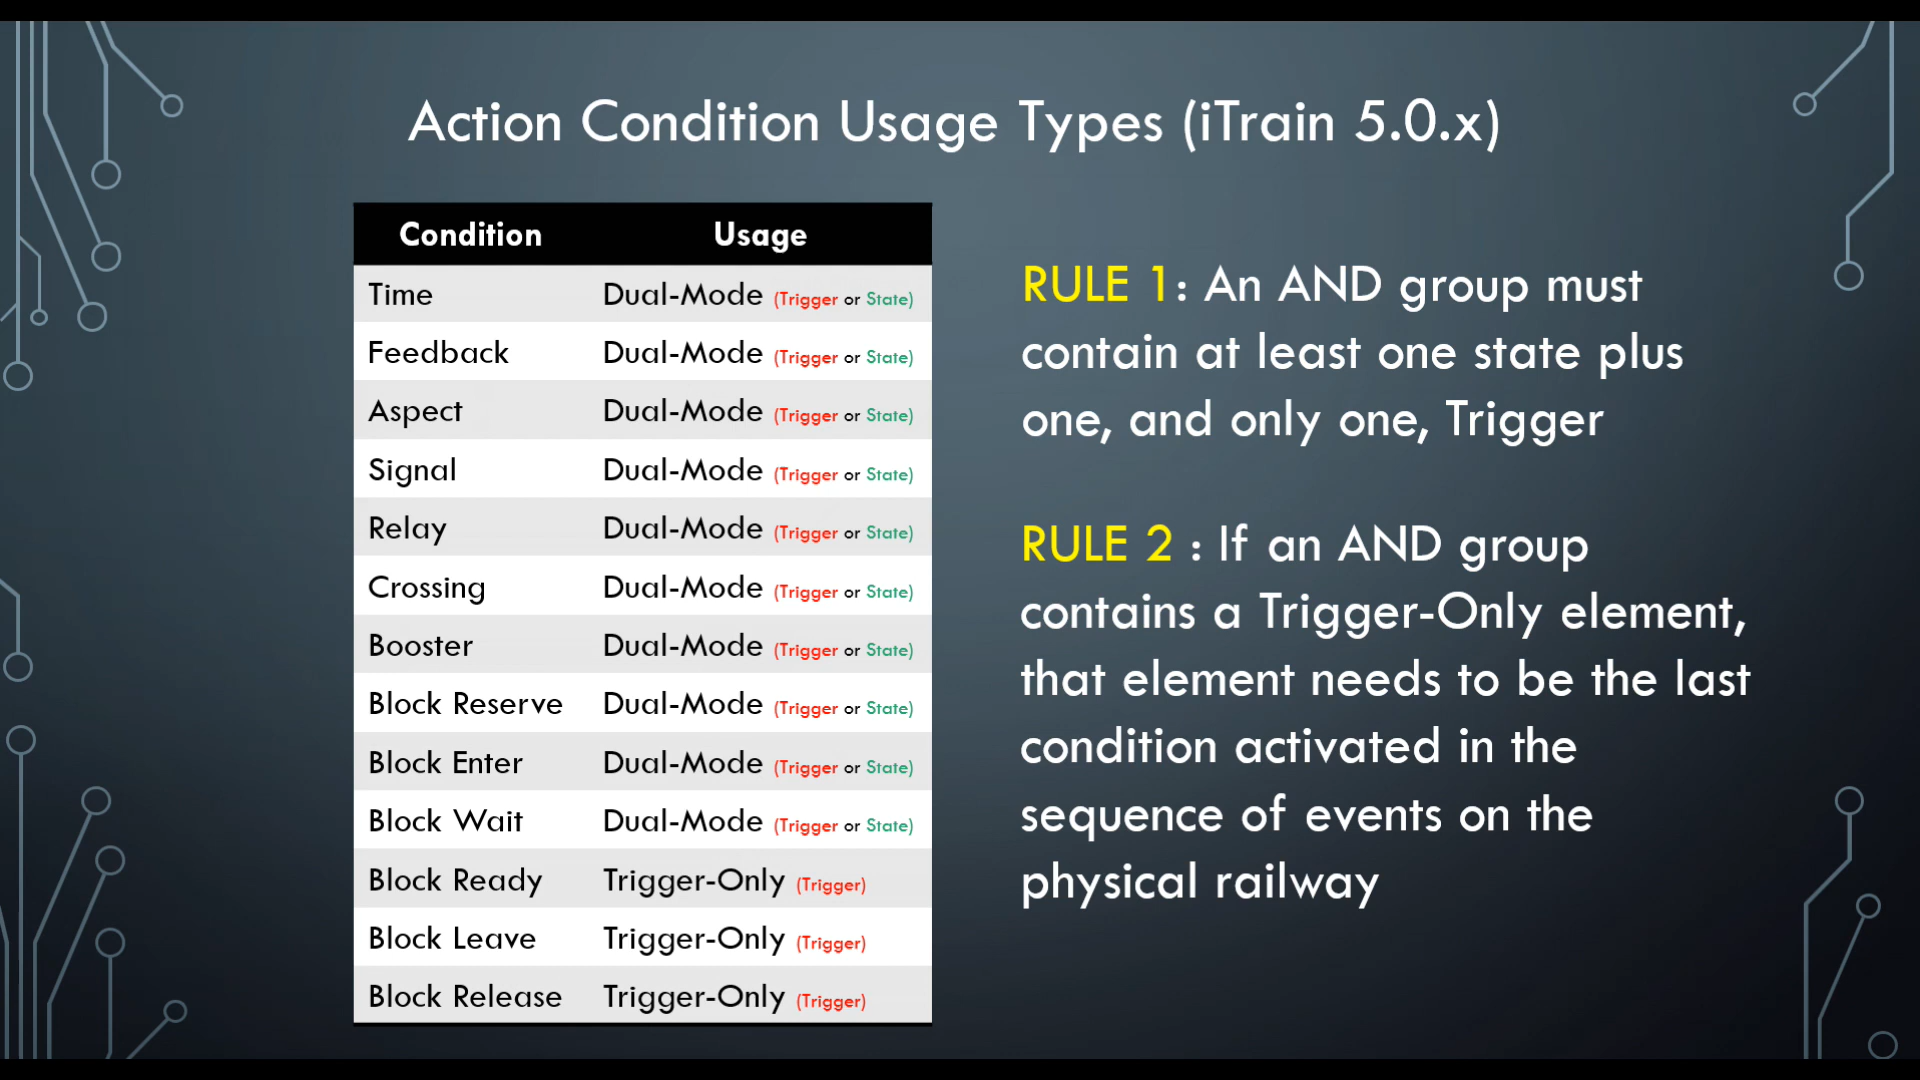 Action Condition Usage Types (iTrain 5.0.x)
Condition Usage
Time Dual-Mode (Trigger or State)
Feedback Dual-Mode (Trigger or State)
Aspect Dual-Mode (Trigger or State)
Signal Dual-Mode (Trigger or State)
Relay Dual-Mode (Trigger or State)
Crossing Dual-Mode (Trigger or State)
Booster Dual-Mode (Trigger or State)
Block Reserve Dual-Mode (Trigger or State)
Block Enter Dual-Mode (Trigger or State)
Block Wait Dual-Mode (Trigger or State)
Block Ready Trigger-Only (Trigger)
Block Leave Trigger-Only (Trigger)
Block Release Trigger-Only (Trigger)
RULE 1: An AND group must
contain at least one state plus
one, and only one, Trigger
RULE 2 : If an AND group
contains a Trigger-Only element,
that element needs to be the last
condition activated in the
sequence of events on the
physical railway